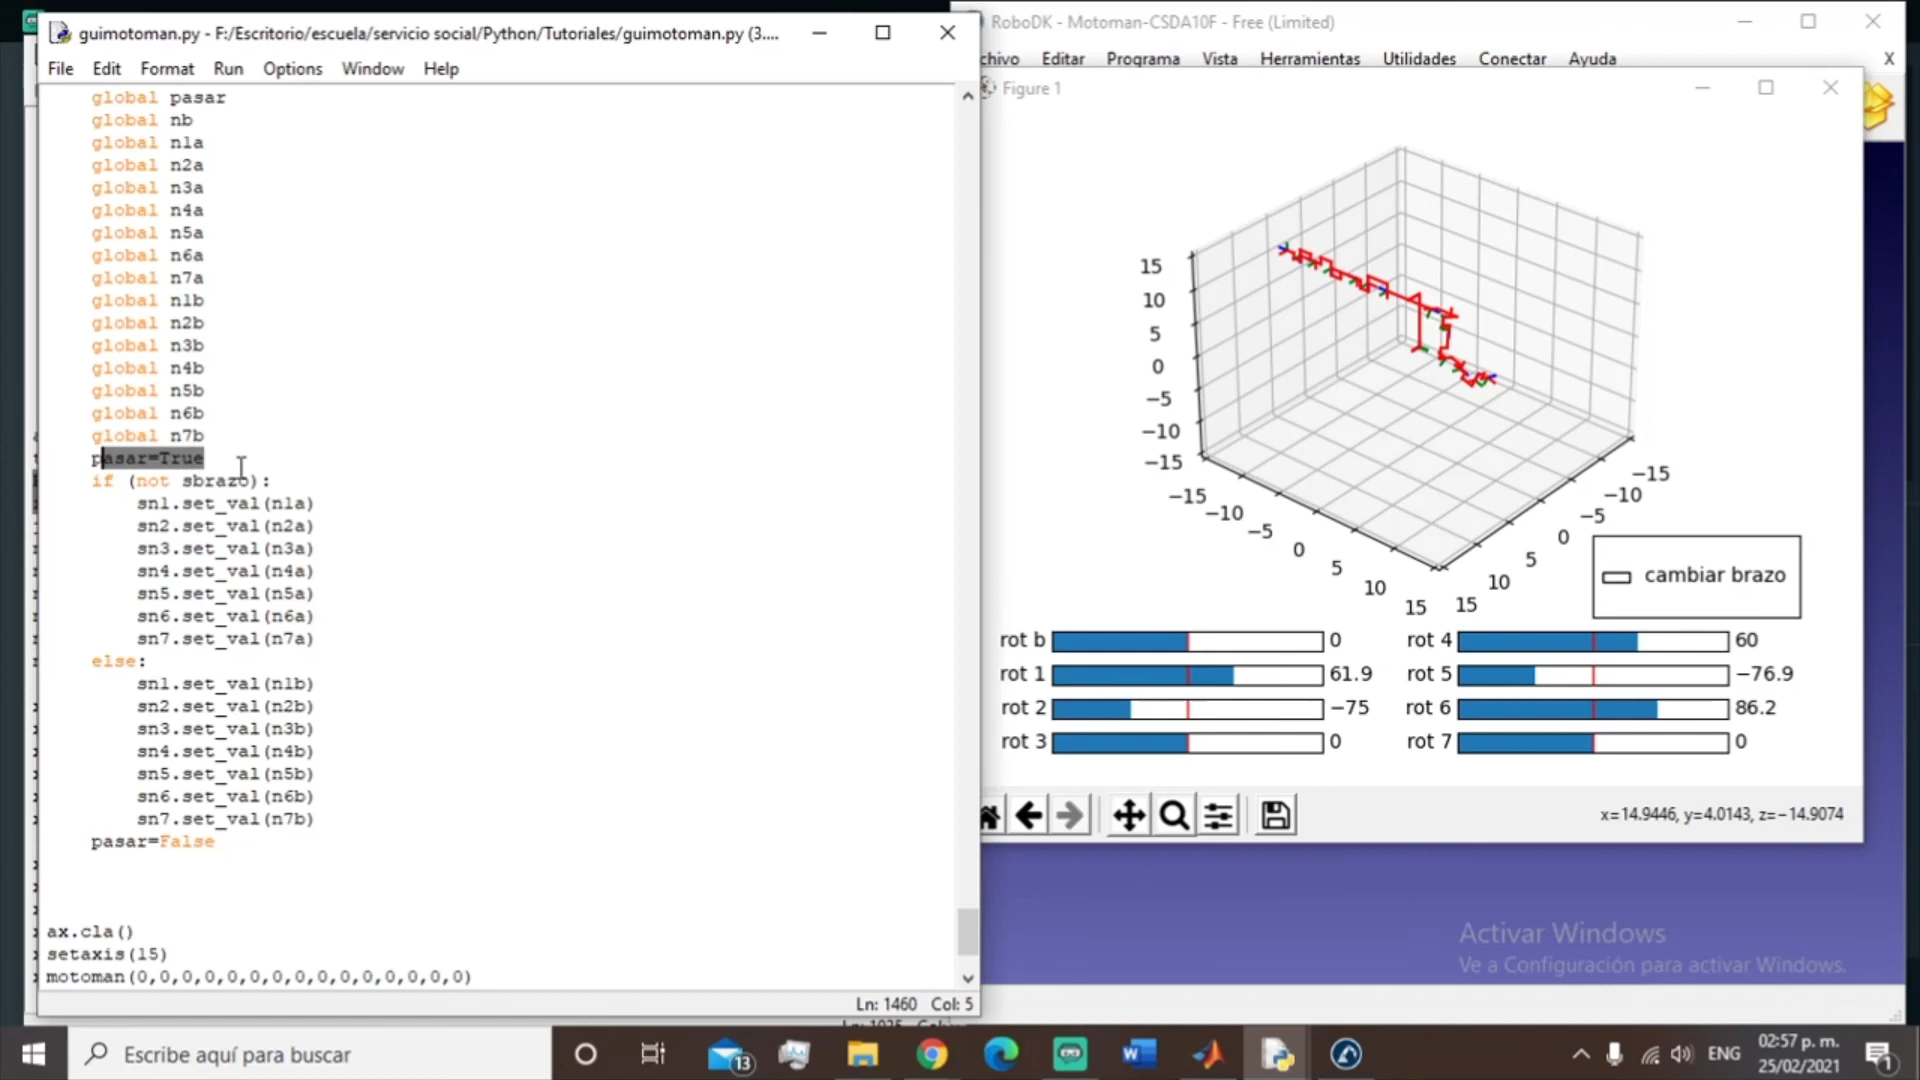 guimotoman.py - F:/Escritorio/escuela/servicio social/Python/Tutoriales/guimotoman.py (3....
File Edit Format Run Options Window Help
global pasar
global nb
global n1a
global n2a
global n3a
global n4a
global n5a
global n6a
global n7a
global n1b
global n2b
global n3b
global n4b
global n5b
global n6b
global n7b
pasar=True
if (not sbrazo):
sn1.set_val(n1a)
sn2.set_val(n2a)
sn3.set_val(n3a)
sn4.set_val(n4a)
sn5.set_val(n5a)
sn6.set_val(n6a)
sn7.set_val(n7a)
else:
sn1.set_val(n1b)
sn2.set_val(n2b)
sn3.set_val(n3b)
sn4.set_val(n4b)
sn5.set_val(n5b)
sn6.set_val(n6b)
sn7.set_val(n7b)
pasar=False
ax.cla()
setaxis(15)
motoman(0,0,0,0,0,0,0,0,0,0,0,0,0,0,0)
Ln: 1460 Col: 5
RoboDK - Motoman-CSDA10F - Free (Limited)
chivo Editar Programa Vista Herramientas Utilidades Conectar Ayuda X
Figure 1
15
10
5
0
−5
−10
−15
−15
−10
−5
0
5
10
15
−15
−10
−5
0
5
10
15
cambiar brazo
rot b 0
rot 1 61.9
rot 2 −75
rot 3 0
rot 4 60
rot 5 −76.9
rot 6 86.2
rot 7 0
x=14.9446, y=4.0143, z=−14.9074
Activar Windows
Ve a Configuración para activar Windows.
Escribe aquí para buscar
13
ENG
02:57 p. m.
25/02/2021
1